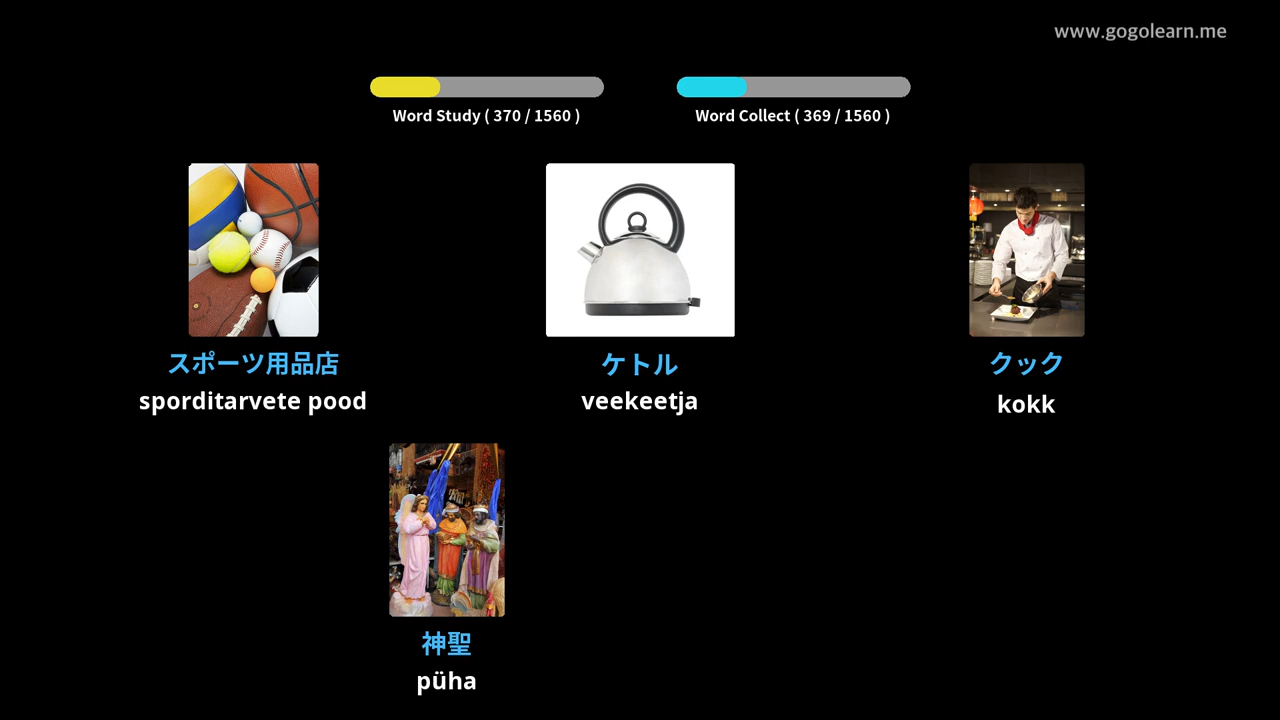 www.gogolearn.me
Word Study ( 370 / 1560 )
Word Collect ( 369 / 1560 )
スポーツ用品店
sporditarvete pood
ケトル
veekeetja
クック
kokk
神聖
püha